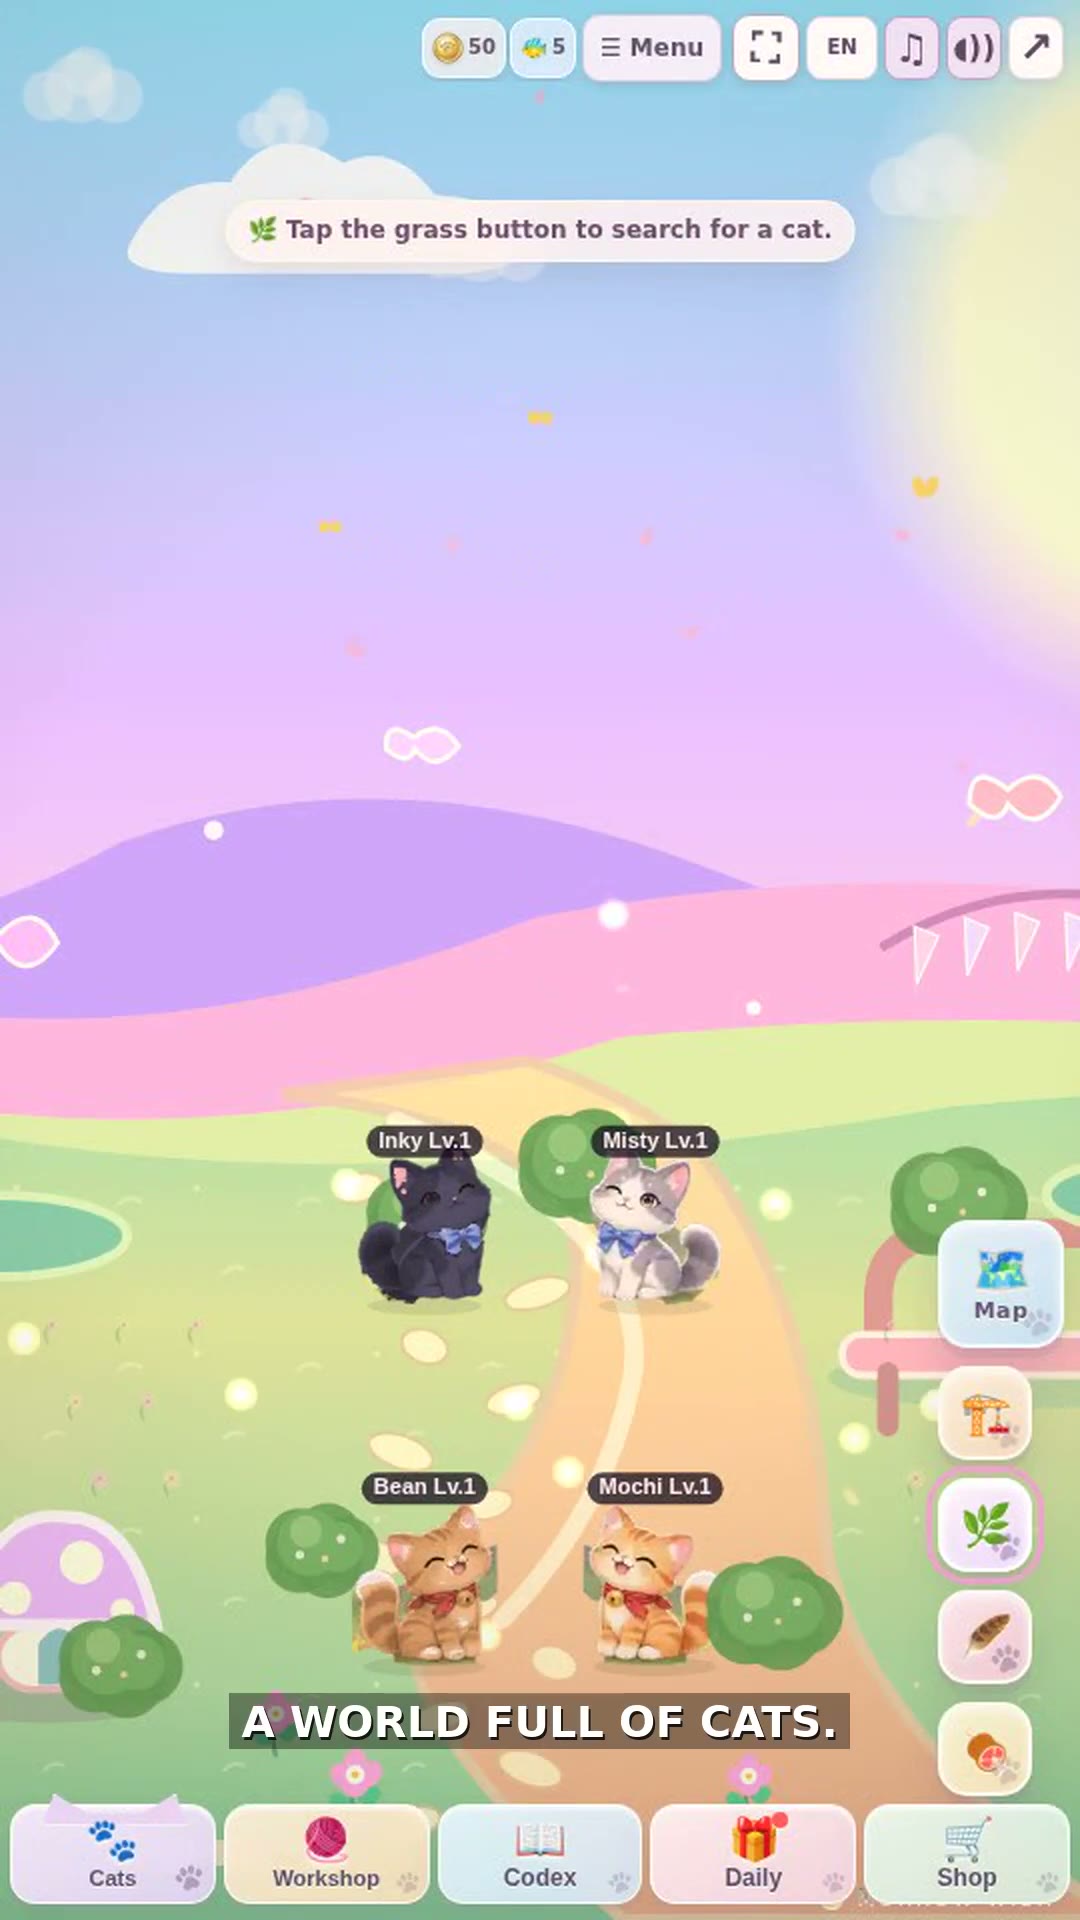 50
5
☰ Menu
EN
Tap the grass button to search for a cat.
Inky Lv.1
Misty Lv.1
Map
Bean Lv.1
Mochi Lv.1
A WORLD FULL OF CATS.
Cats
Workshop
Codex
Daily
Shop